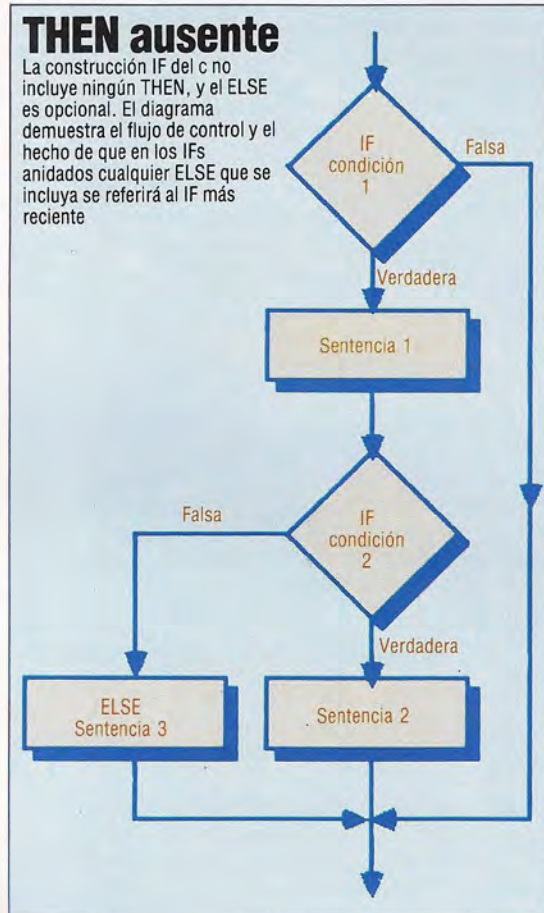 THEN ausente
La construcción IF del c no
incluye ningún THEN, y el ELSE
es opcional. El diagrama
demuestra el flujo de control y el
hecho de que en los IFs
anidados cualquier ELSE que se
incluya se referirá al IF más
reciente
IF
condición
1
Falsa
Verdadera
Sentencia 1
IF
condición
2
Falsa
Verdadera
ELSE
Sentencia 3
Sentencia 2